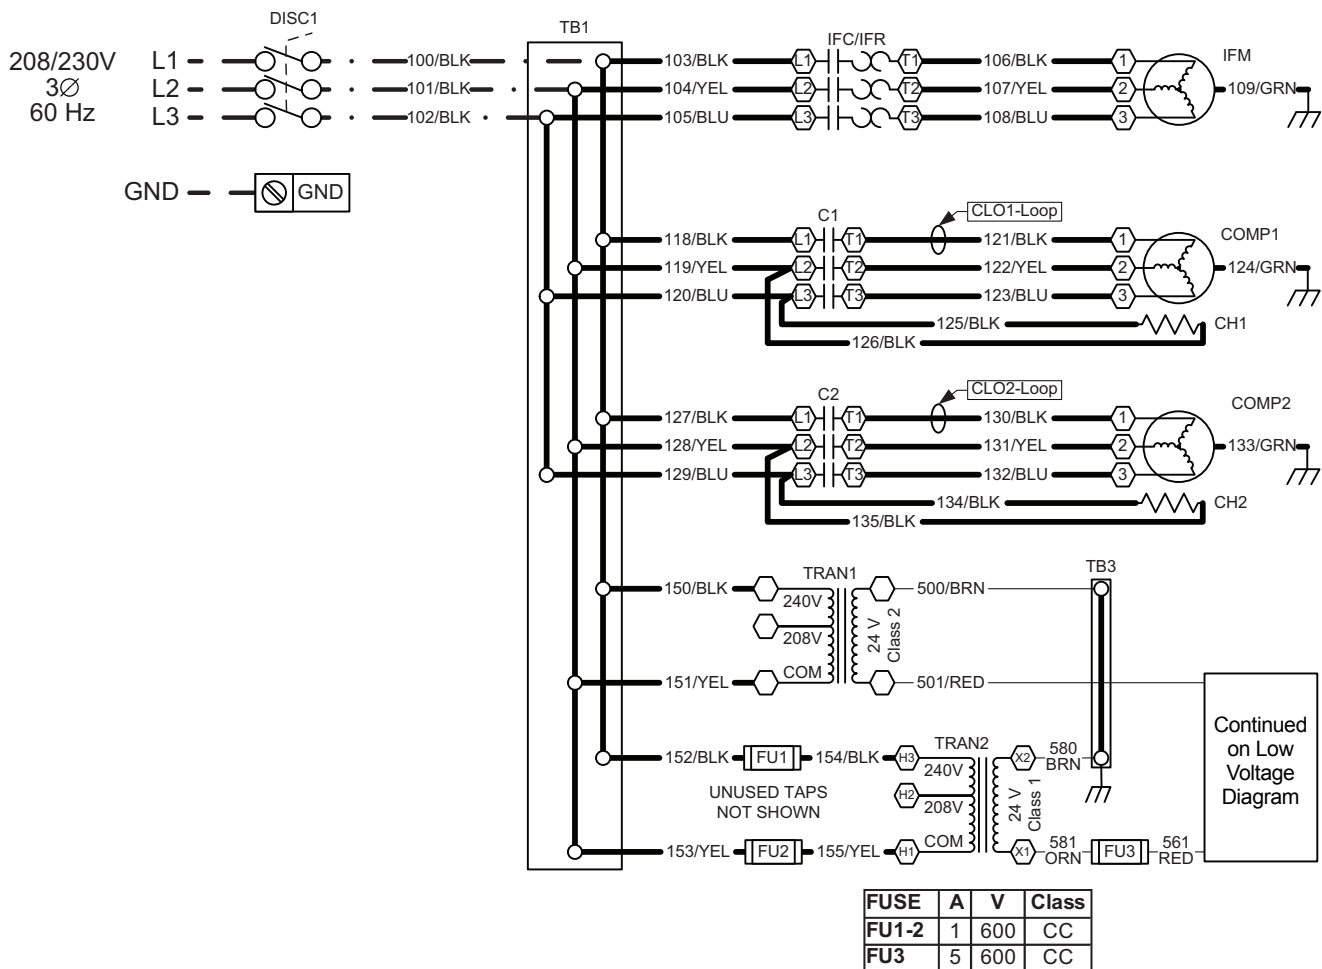 DISC1
TB1
208/230V
3∅
60 Hz
L1
L2
L3
100/BLK
101/BLK
102/BLK
GND
GND
103/BLK
104/YEL
105/BLU
IFC/IFR
L1
L2
L3
T1
T2
T3
106/BLK
107/YEL
108/BLU
1
2
3
IFM
109/GRN
118/BLK
119/YEL
120/BLU
C1
L1
L2
L3
T1
T2
T3
CLO1-Loop
121/BLK
122/YEL
123/BLU
1
2
3
COMP1
124/GRN
125/BLK
CH1
126/BLK
127/BLK
128/YEL
129/BLU
C2
L1
L2
L3
T1
T2
T3
CLO2-Loop
130/BLK
131/YEL
132/BLU
1
2
3
COMP2
133/GRN
134/BLK
CH2
135/BLK
150/BLK
151/YEL
TRAN1
240V
208V
COM
24 V
Class 2
500/BRN
501/RED
TB3
152/BLK
FU1
154/BLK
H3
UNUSED TAPS
NOT SHOWN
H2
153/YEL
FU2
155/YEL
H1
TRAN2
240V
208V
COM
24 V
Class 1
X2
580
BRN
X1
581
ORN
FU3
561
RED
Continued
on Low
Voltage
Diagram
FUSE A V Class
FU1-2 1 600 CC
FU3 5 600 CC